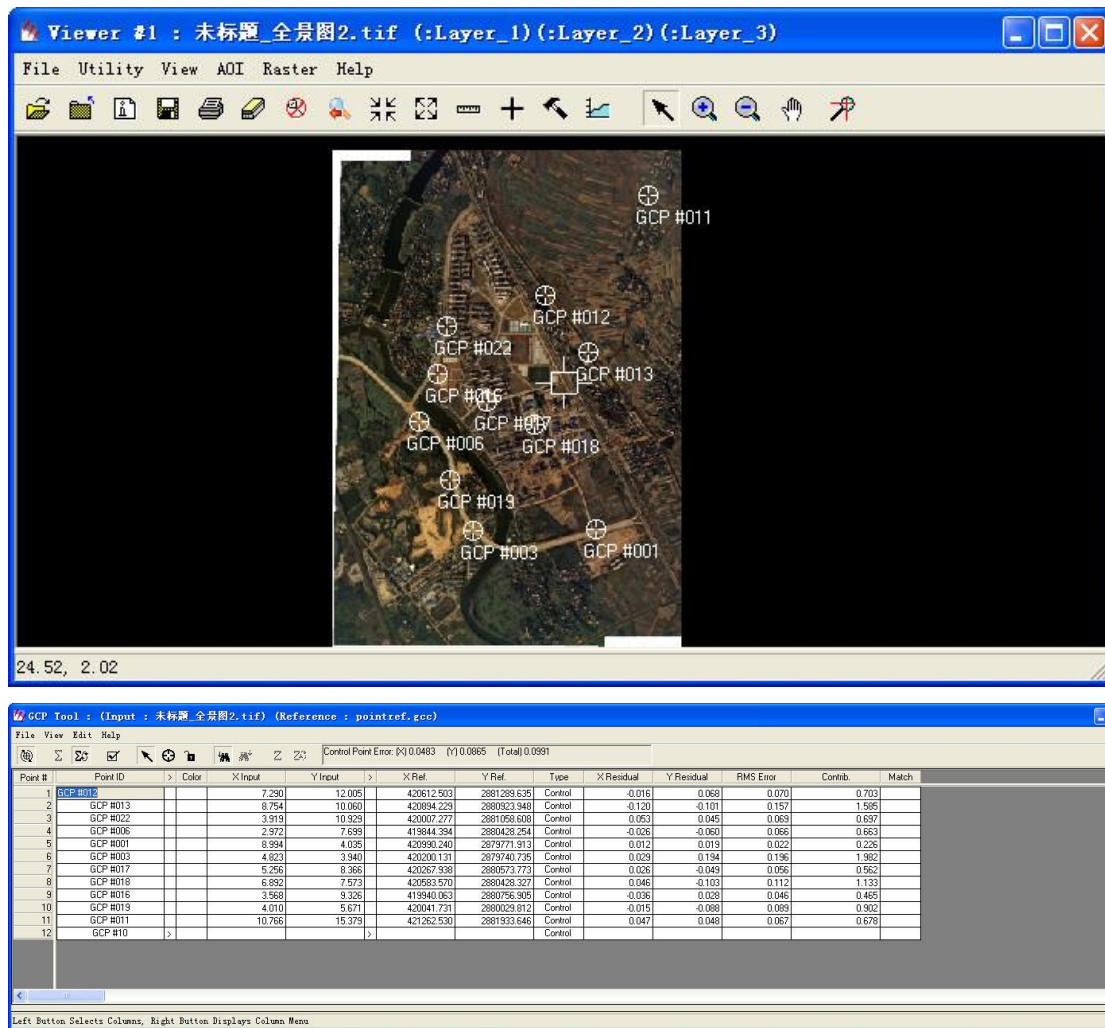 Viewer #1 : 未标题_全景图2.tif (:Layer_1)(:Layer_2)(:Layer_3)
File Utility View AOI Raster Help
GCP #011
GCP #012
GCP #022
GCP #013
GCP #016
GCP #017
GCP #006
GCP #018
GCP #019
GCP #003
GCP #001
24.52, 2.02
GCP Tool : (Input : 未标题_全景图2.tif) (Reference : pointref.gcc)
File View Edit Help
Control Point Error: (X) 0.0483 (Y) 0.0865 (Total) 0.0991
Point # Point ID > Color X Input Y Input > X Ref. Y Ref. Type X Residual Y Residual RMS Error Contrib. Match
1 GCP #012 7.290 12.005 420612.503 2881289.635 Control -0.016 0.068 0.070 0.703
2 GCP #013 8.754 10.060 420894.229 2880923.948 Control -0.120 -0.101 0.157 1.585
3 GCP #022 3.919 10.929 420007.277 2881058.608 Control 0.053 0.045 0.069 0.697
4 GCP #006 2.972 7.699 419844.394 2880428.254 Control -0.026 -0.060 0.066 0.663
5 GCP #001 8.994 4.035 420990.240 2879771.913 Control 0.012 0.019 0.022 0.226
6 GCP #003 4.823 3.940 420200.131 2879740.735 Control 0.029 0.194 0.196 1.982
7 GCP #017 5.256 8.366 420267.938 2880573.773 Control 0.026 -0.049 0.056 0.562
8 GCP #018 6.892 7.573 420583.570 2880428.327 Control 0.046 -0.103 0.112 1.133
9 GCP #016 3.568 9.326 419940.063 2880756.905 Control -0.036 0.028 0.046 0.465
10 GCP #019 4.010 5.671 420041.731 2880029.812 Control -0.015 -0.088 0.089 0.902
11 GCP #011 10.766 15.379 421262.530 2881933.646 Control 0.047 0.048 0.067 0.678
12 GCP #10 > > Control
Left Button Selects Columns, Right Button Displays Column Menu